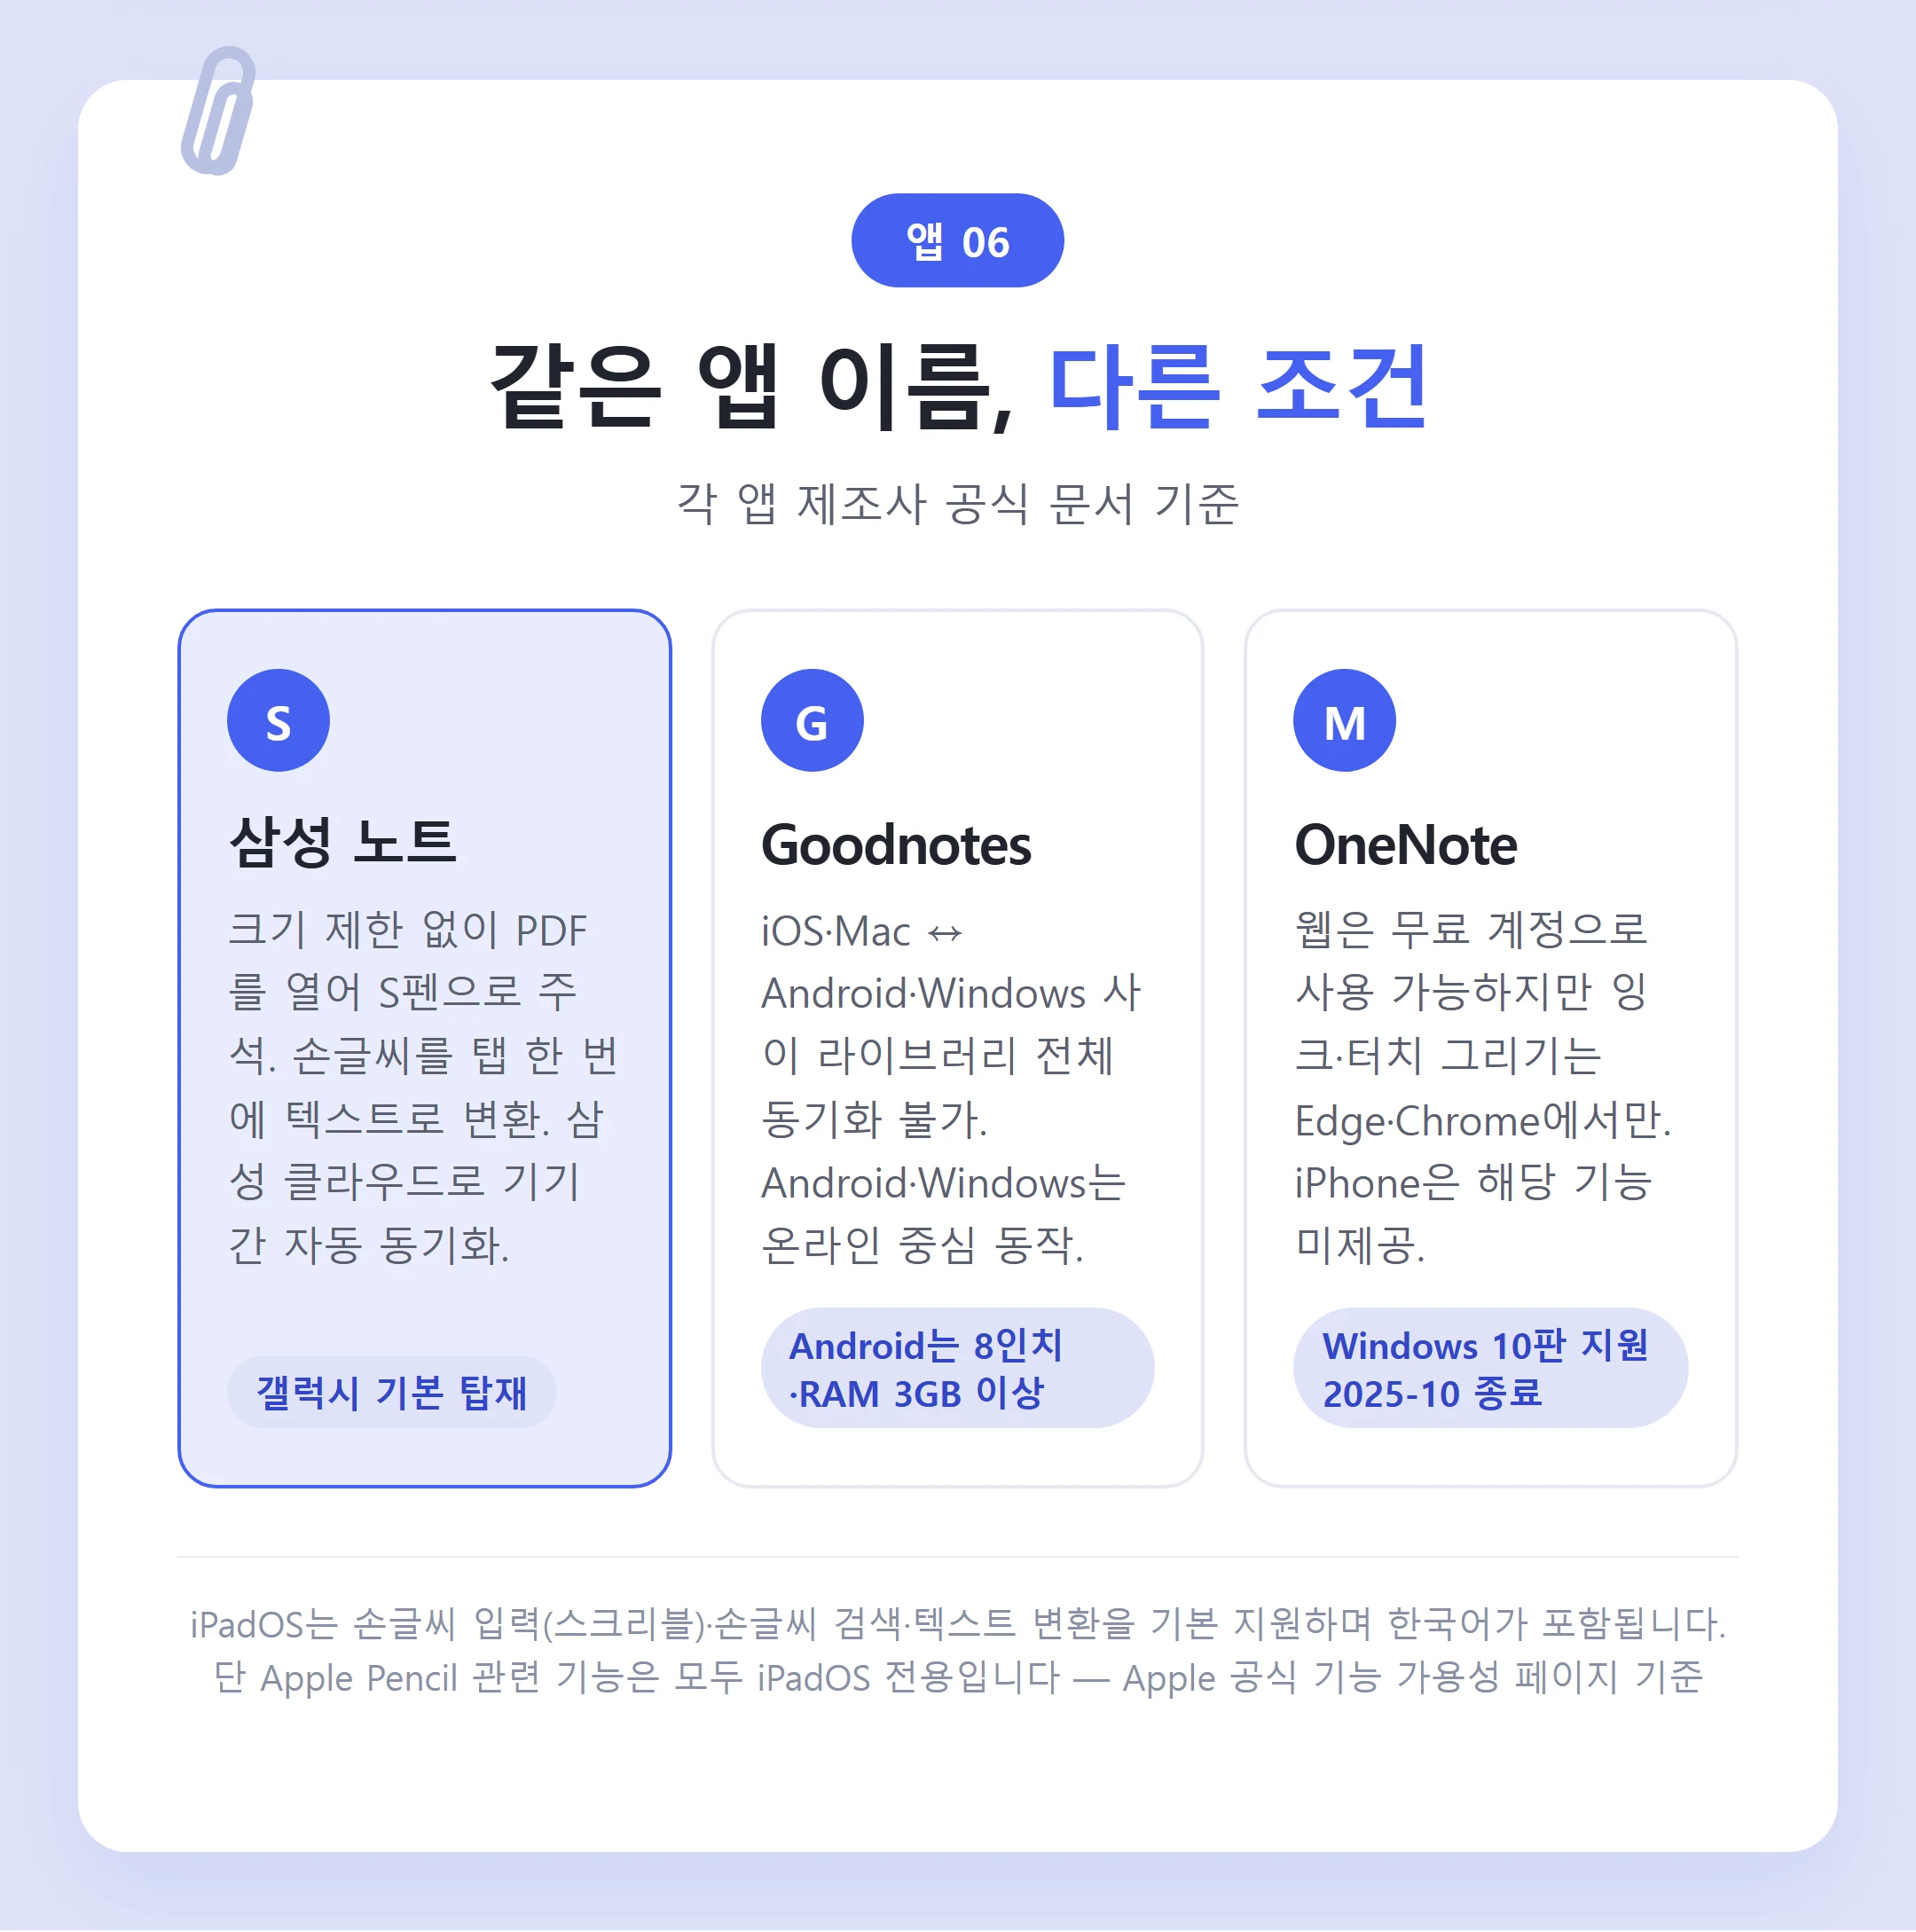 앱 06
같은 앱 이름, 다른 조건
각 앱 제조사 공식 문서 기준
S
삼성 노트
크기 제한 없이 PDF
를 열어 S펜으로 주
석. 손글씨를 탭 한 번
에 텍스트로 변환. 삼
성 클라우드로 기기
간 자동 동기화.
갤럭시 기본 탑재
G
Goodnotes
iOS·Mac ↔
Android·Windows 사
이 라이브러리 전체
동기화 불가.
Android·Windows는
온라인 중심 동작.
Android는 8인치
·RAM 3GB 이상
M
OneNote
웹은 무료 계정으로
사용 가능하지만 잉
크·터치 그리기는
Edge·Chrome에서만.
iPhone은 해당 기능
미제공.
Windows 10판 지원
2025-10 종료
iPadOS는 손글씨 입력(스크리블)·손글씨 검색·텍스트 변환을 기본 지원하며 한국어가 포함됩니다.
단 Apple Pencil 관련 기능은 모두 iPadOS 전용입니다 — Apple 공식 기능 가용성 페이지 기준